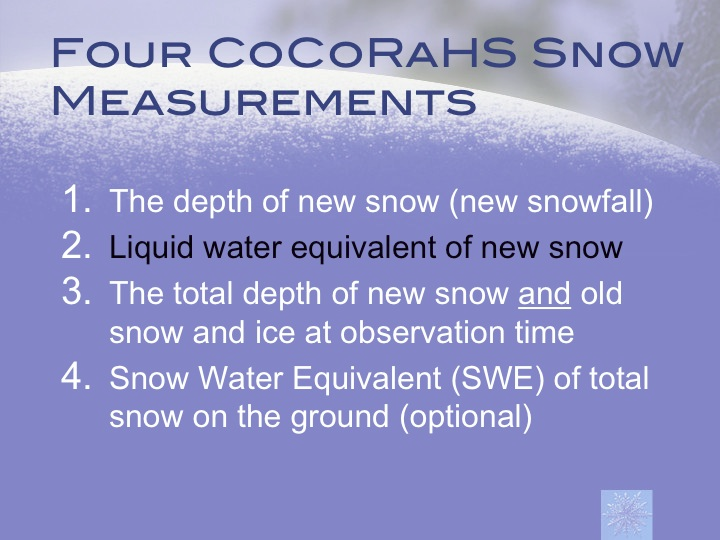 Four CoCoRaHS Snow
Measurements
1. The depth of new snow (new snowfall)
2. Liquid water equivalent of new snow
3. The total depth of new snow and old
snow and ice at observation time
4. Snow Water Equivalent (SWE) of total
snow on the ground (optional)